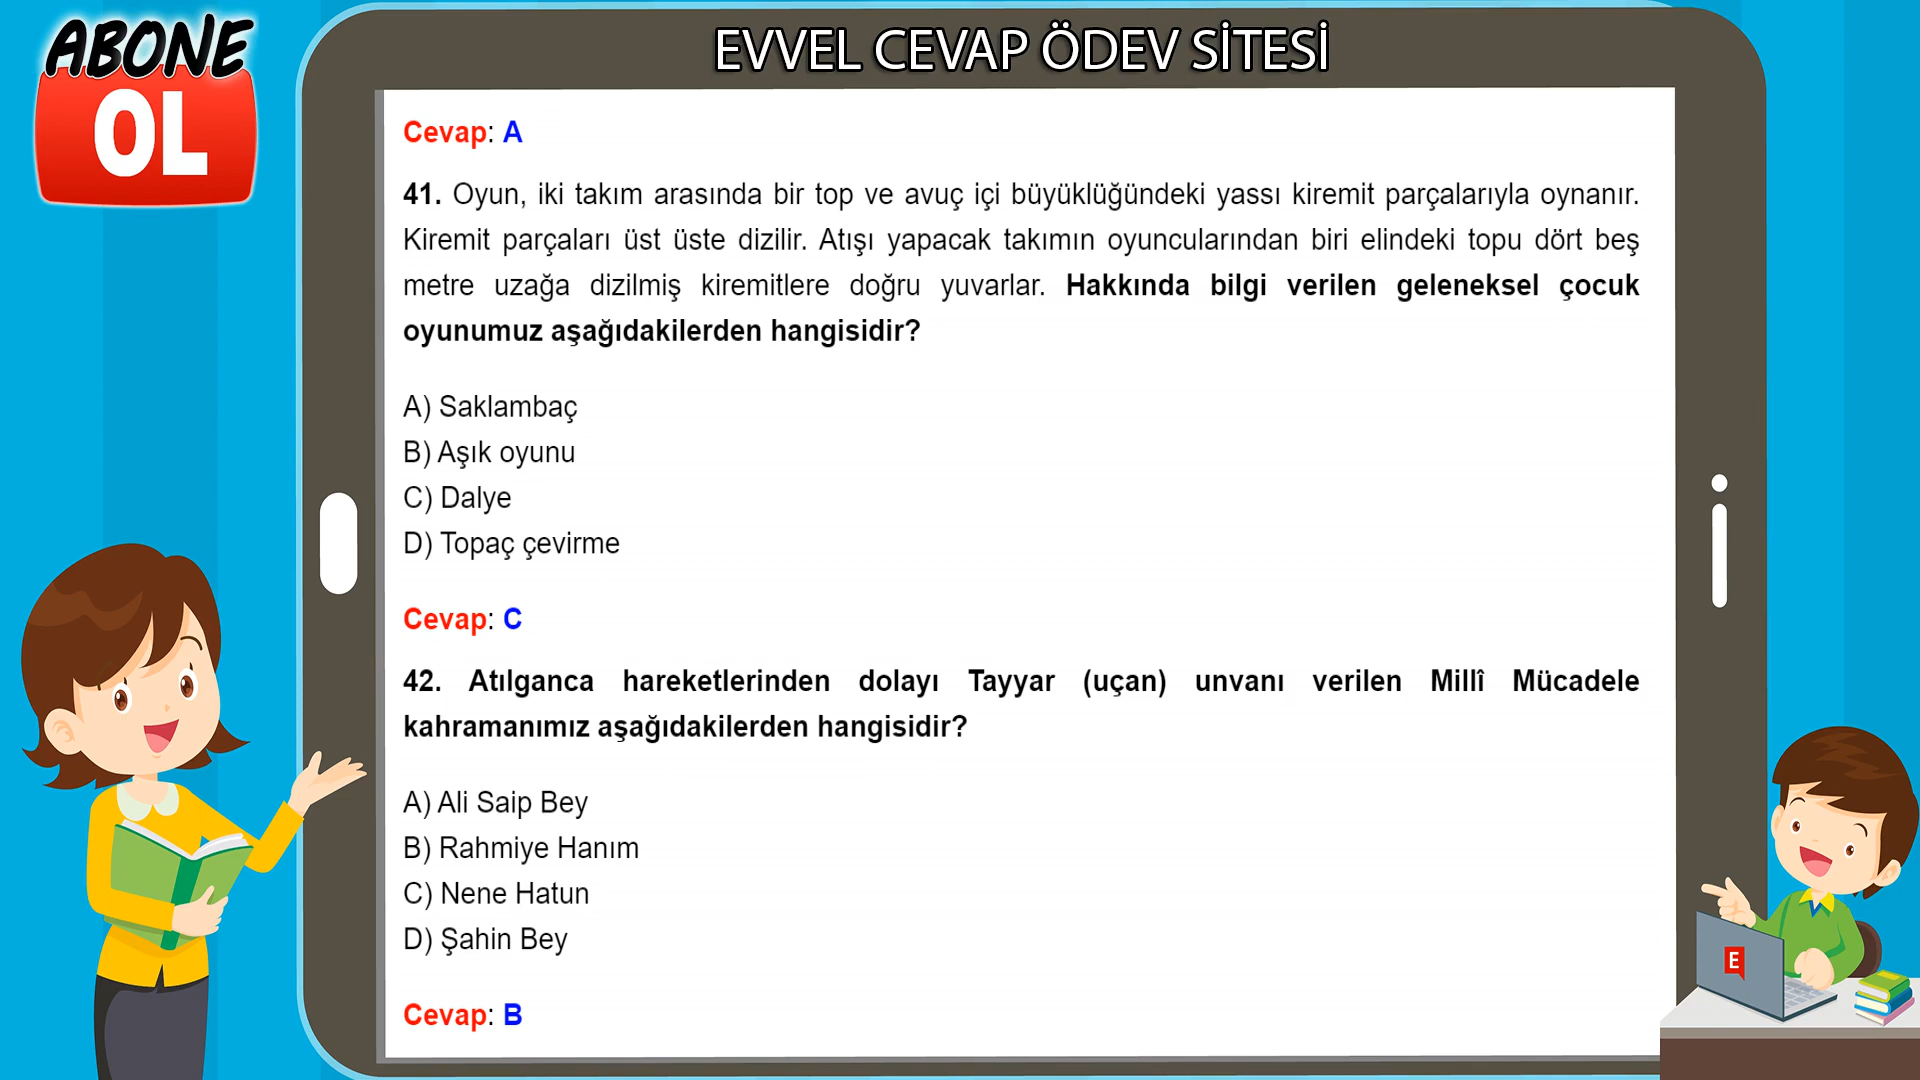 ABONE
OL
EVVEL CEVAP ÖDEV SİTESİ
Cevap: A
41. Oyun, iki takım arasında bir top ve avuç içi büyüklüğündeki yassı kiremit parçalarıyla oynanır.
Kiremit parçaları üst üste dizilir. Atışı yapacak takımın oyuncularından biri elindeki topu dört beş
metre uzağa dizilmiş kiremitlere doğru yuvarlar. Hakkında bilgi verilen geleneksel çocuk
oyunumuz aşağıdakilerden hangisidir?
A) Saklambaç
B) Aşık oyunu
C) Dalye
D) Topaç çevirme
Cevap: C
42. Atılganca hareketlerinden dolayı Tayyar (uçan) unvanı verilen Millî Mücadele
kahramanımız aşağıdakilerden hangisidir?
A) Ali Saip Bey
B) Rahmiye Hanım
C) Nene Hatun
D) Şahin Bey
Cevap: B
E